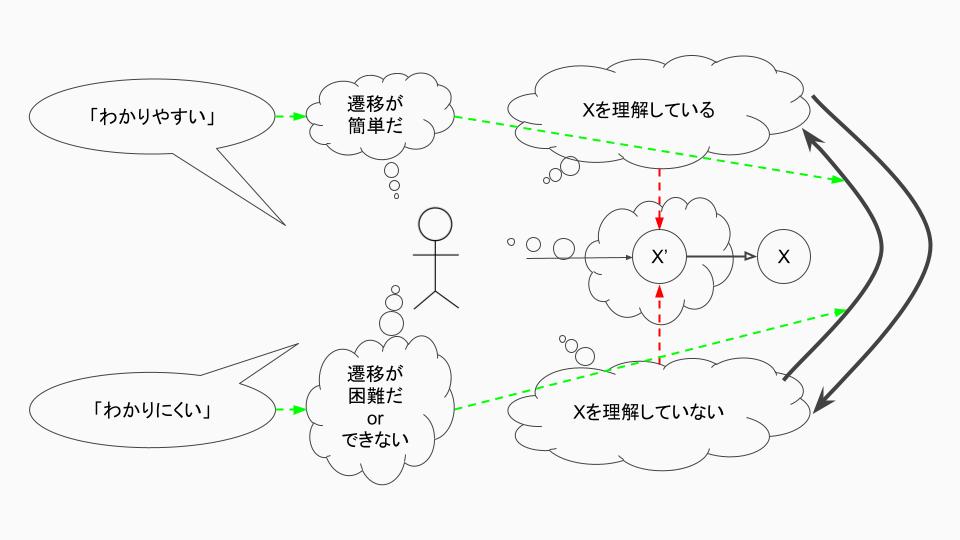 「わかりやすい」
遷移が
簡単だ
Xを理解している
X’
X
「わかりにくい」
遷移が
困難だ
or
できない
Xを理解していない